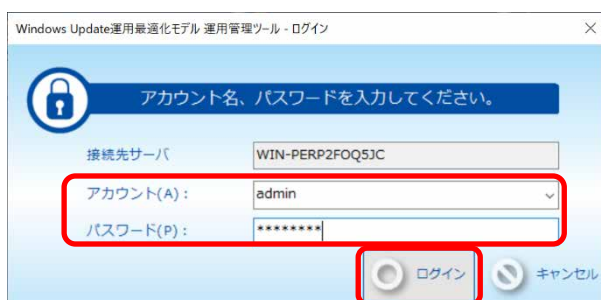 Windows Update運用最適化モデル 運用管理ツール - ログイン
アカウント名、パスワードを入力してください。
接続先サーバ WIN-PERP2FOQ5JC
アカウント(A)： admin
パスワード(P)： ********
ログイン キャンセル